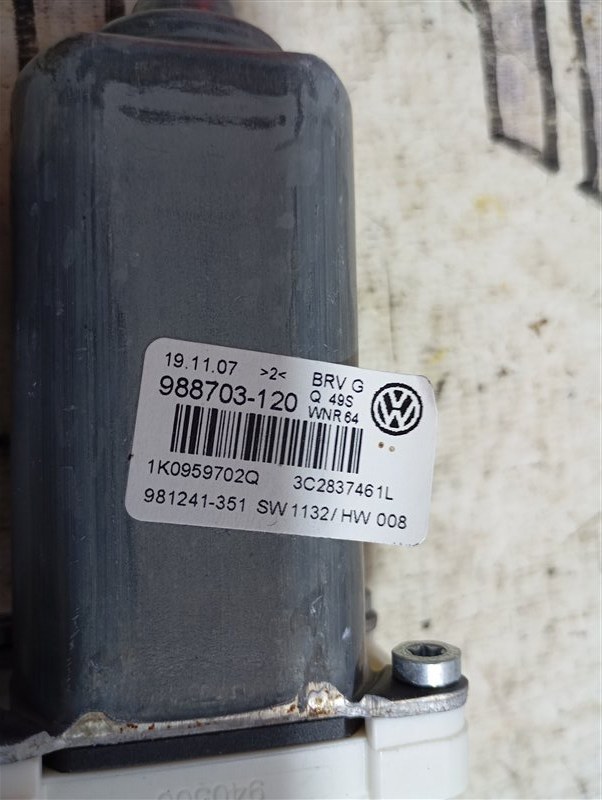 19.11.07 >2< BRV G
988703-120 Q 49S
WNR 64
1K0959702Q 3C2837461L
981241-351 SW 1132/ HW 008